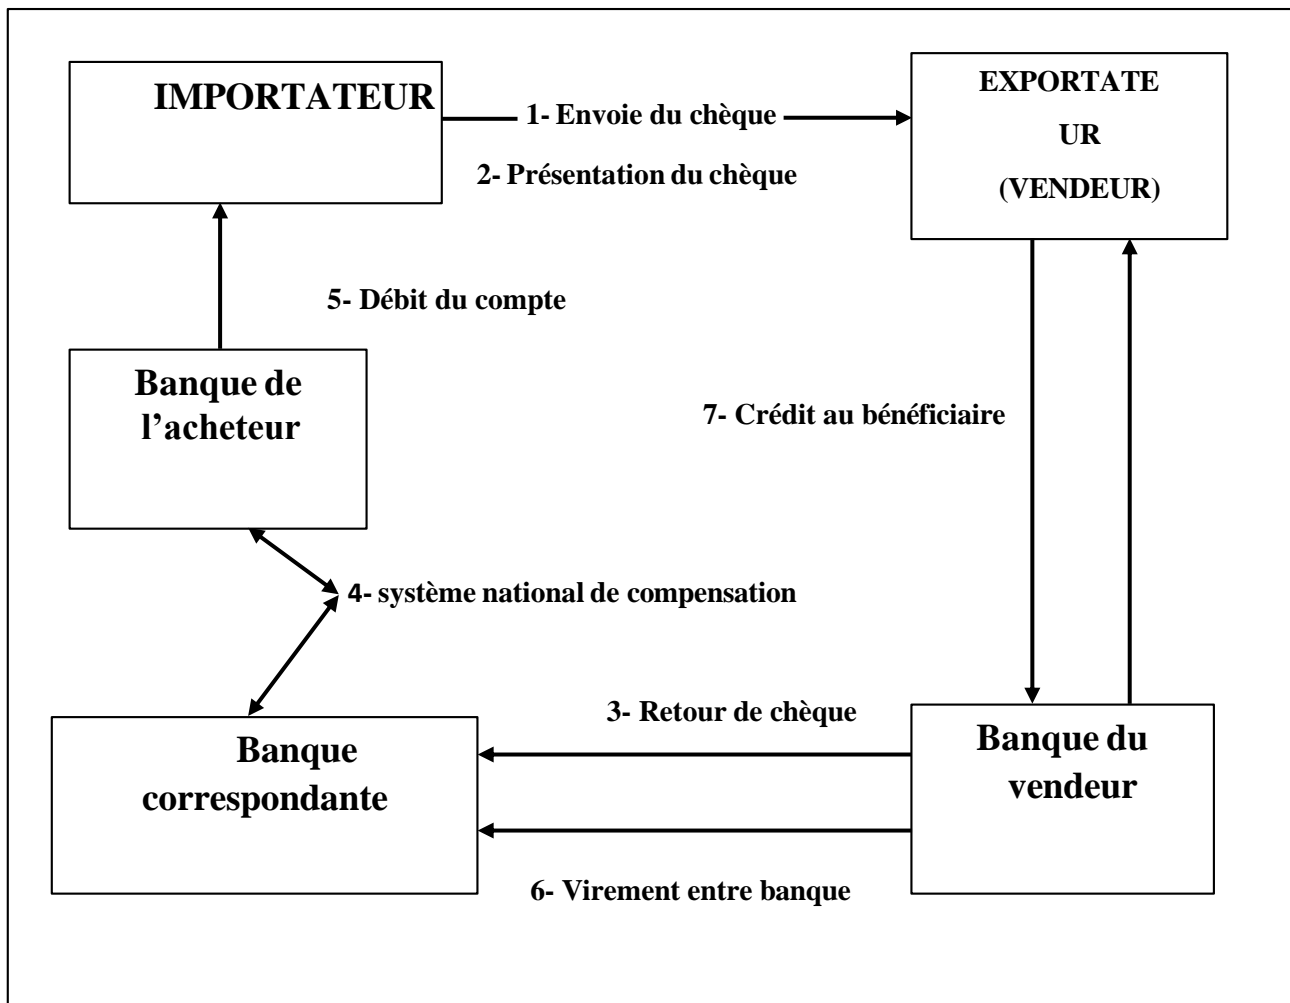 IMPORTATEUR
EXPORTATE
UR
(VENDEUR)
1- Envoie du chèque
2- Présentation du chèque
5- Débit du compte
Banque de
l’acheteur
7- Crédit au bénéficiaire
4- système national de compensation
3- Retour de chèque
Banque
correspondante
Banque du
vendeur
6- Virement entre banque